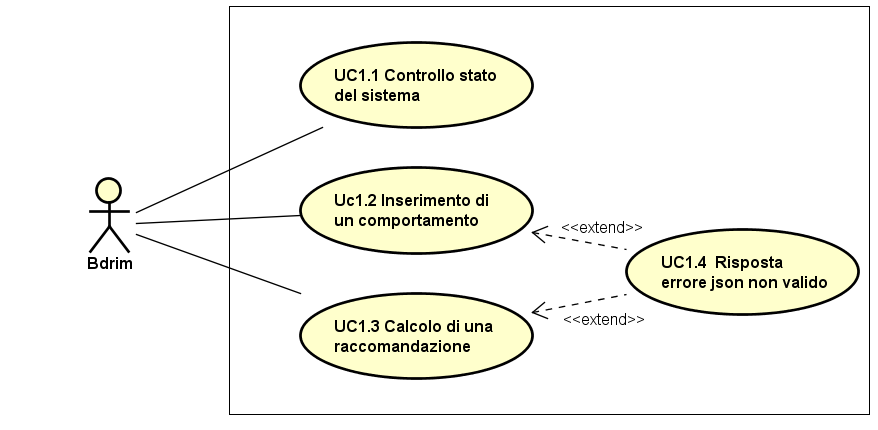 UC1.1 Controllo stato
del sistema
Uc1.2 Inserimento di
un comportamento
<<extend>>
Bdrim
UC1.4 Risposta
errore json non valido
<<extend>>
UC1.3 Calcolo di una
raccomandazione